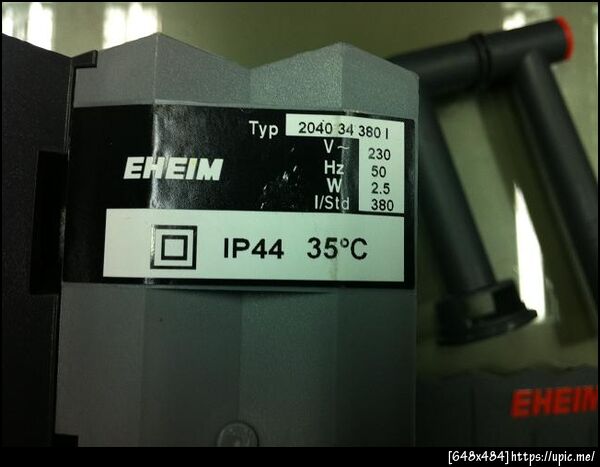 Typ 2040 34 380 I
V~ 230
EHEIM
Hz 50
W 2.5
I/Std 380
IP44 35°C
EHEIM
[648x484]https://upic.me/